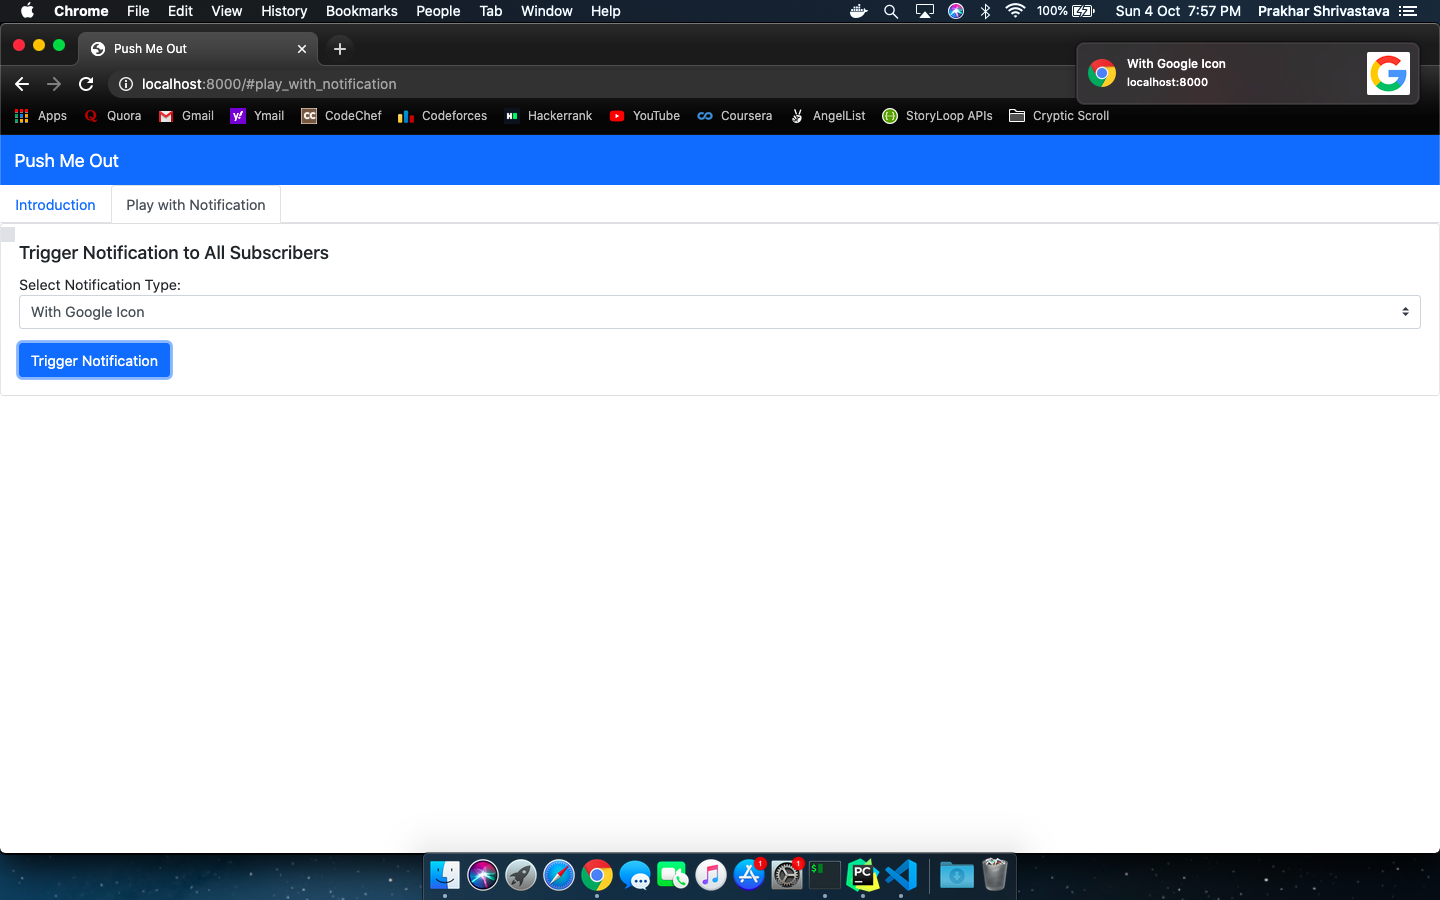 Chrome File Edit View History Bookmarks People Tab Window Help 100% Sun 4 Oct 7:57 PM Prakhar Shrivastava
Push Me Out
With Google Icon
localhost:8000
localhost:8000/#play_with_notification
Apps Quora Gmail Ymail CodeChef Codeforces Hackerrank YouTube Coursera AngelList StoryLoop APIs Cryptic Scroll
Push Me Out
Introduction Play with Notification
Trigger Notification to All Subscribers
Select Notification Type:
With Google Icon
Trigger Notification
1 1
$
PC